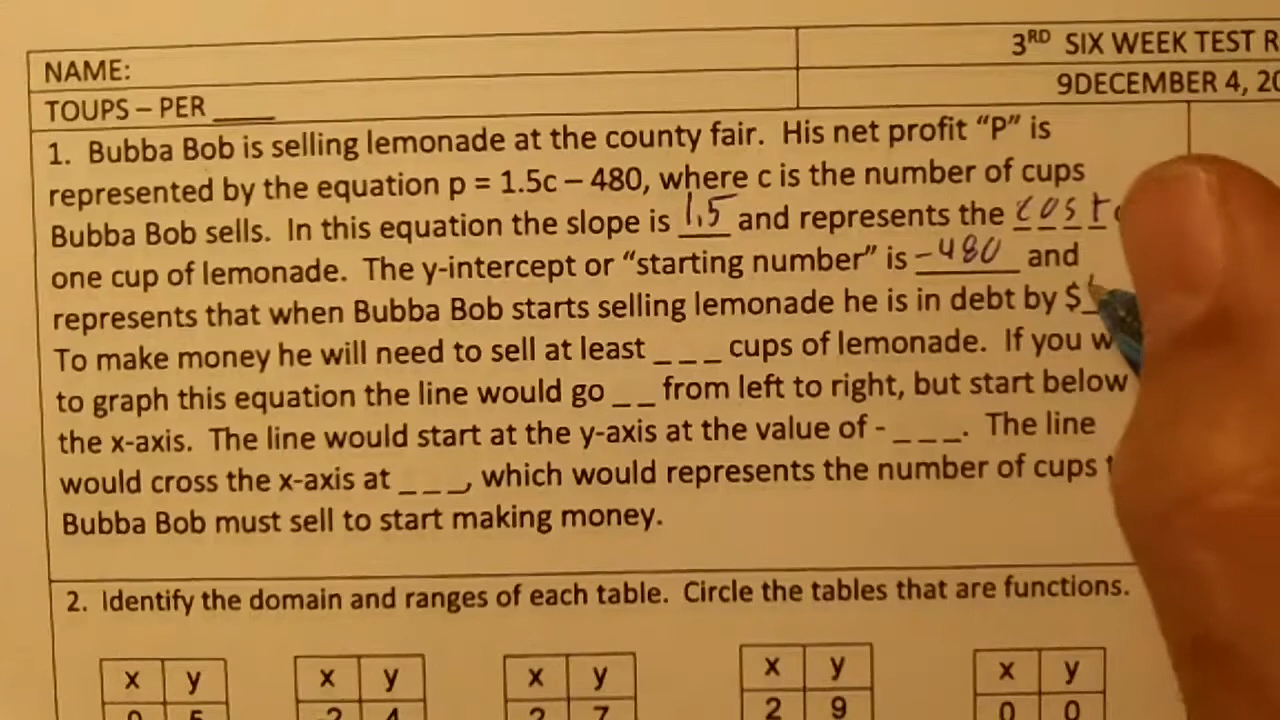 NAME:
3RD SIX WEEK TEST R
TOUPS – PER ____
9DECEMBER 4, 20
1. Bubba Bob is selling lemonade at the county fair. His net profit "P" is
represented by the equation p = 1.5c – 480, where c is the number of cups
Bubba Bob sells. In this equation the slope is 1.5 and represents the cost
one cup of lemonade. The y-intercept or "starting number" is -480 and
represents that when Bubba Bob starts selling lemonade he is in debt by $_
To make money he will need to sell at least _ _ _ cups of lemonade. If you w
to graph this equation the line would go _ _ from left to right, but start below
the x-axis. The line would start at the y-axis at the value of - _ _ _. The line
would cross the x-axis at _ _ _, which would represents the number of cups
Bubba Bob must sell to start making money.
2. Identify the domain and ranges of each table. Circle the tables that are functions.
x y x y x y x y x y
2 7 2 9 0 0